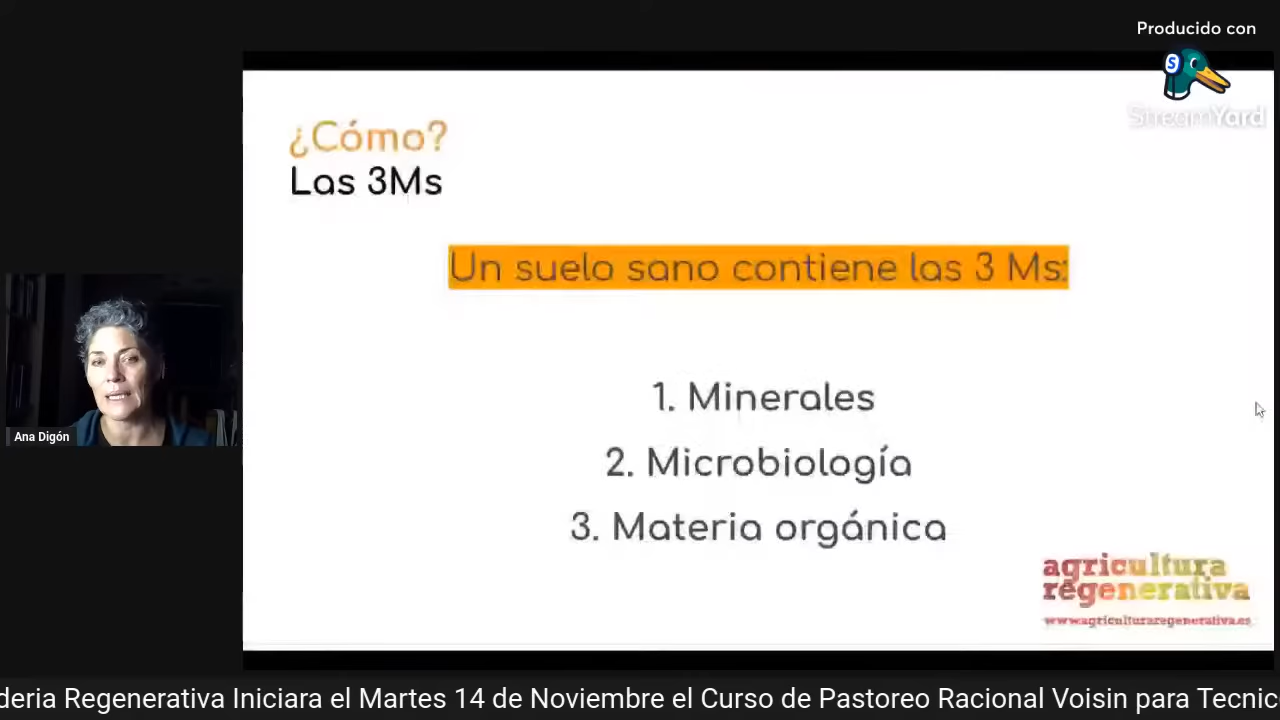 Producido con
S
StreamYard
¿Cómo?
Las 3Ms
Un suelo sano contiene las 3 Ms:
1. Minerales
2. Microbiología
3. Materia orgánica
Ana Digón
agricultura
regenerativa
www.agriculturaregenerativa.es
deria Regenerativa Iniciara el Martes 14 de Noviembre el Curso de Pastoreo Racional Voisin para Tecnic